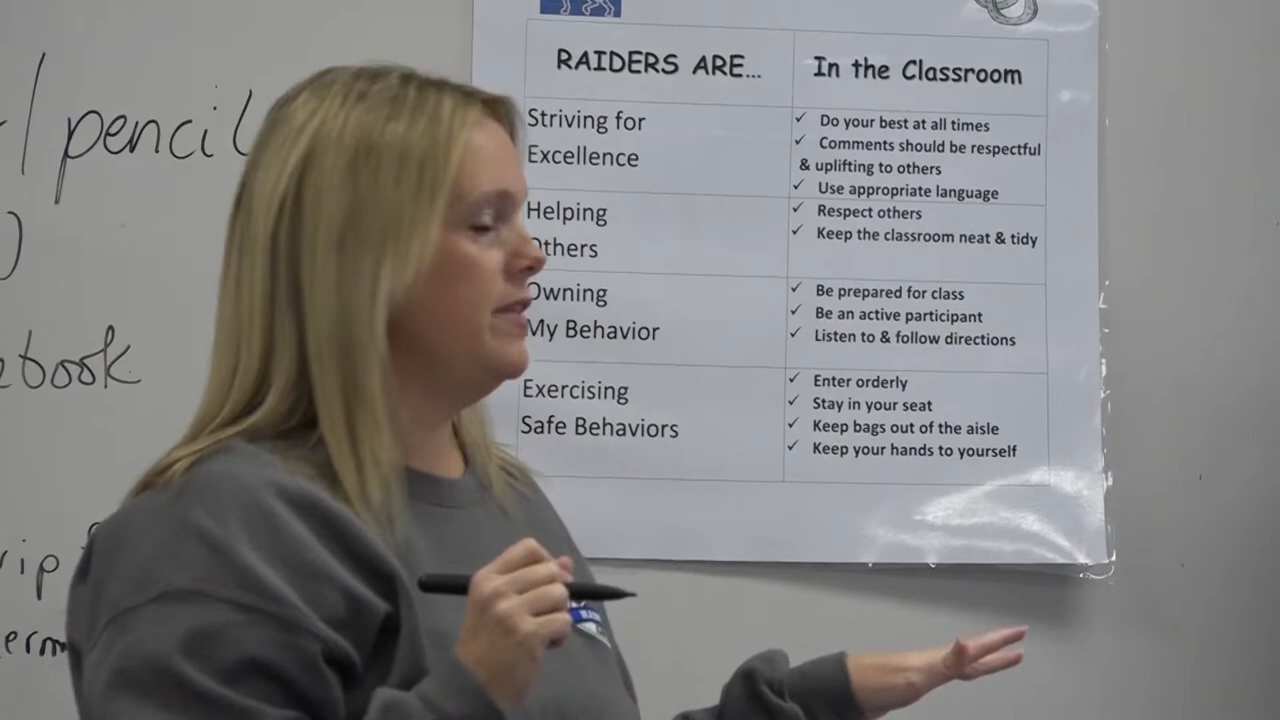 pencil
RAIDERS ARE...
In the Classroom
Striving for
Excellence
✓ Do your best at all times
✓ Comments should be respectful
& uplifting to others
✓ Use appropriate language
Helping
Others
✓ Respect others
✓ Keep the classroom neat & tidy
Owning
My Behavior
✓ Be prepared for class
✓ Be an active participant
✓ Listen to & follow directions
Exercising
Safe Behaviors
✓ Enter orderly
✓ Stay in your seat
✓ Keep bags out of the aisle
✓ Keep your hands to yourself
ebook